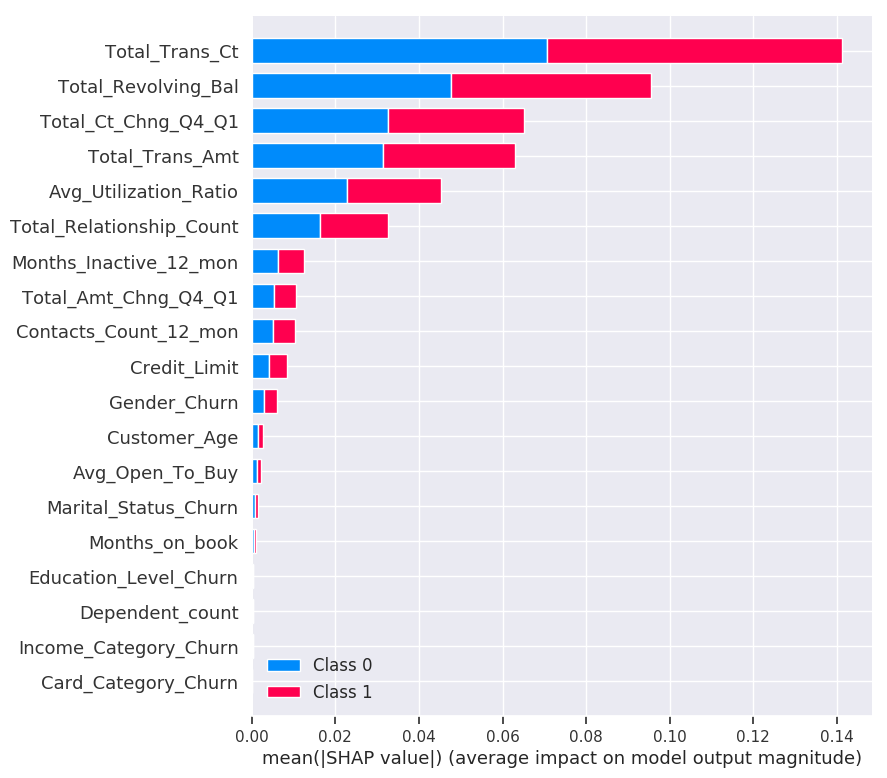 Total_Trans_Ct
Total_Revolving_Bal
Total_Ct_Chng_Q4_Q1
Total_Trans_Amt
Avg_Utilization_Ratio
Total_Relationship_Count
Months_Inactive_12_mon
Total_Amt_Chng_Q4_Q1
Contacts_Count_12_mon
Credit_Limit
Gender_Churn
Customer_Age
Avg_Open_To_Buy
Marital_Status_Churn
Months_on_book
Education_Level_Churn
Dependent_count
Income_Category_Churn
Card_Category_Churn
Class 0
Class 1
0.00 0.02 0.04 0.06 0.08 0.10 0.12 0.14
mean(|SHAP value|) (average impact on model output magnitude)